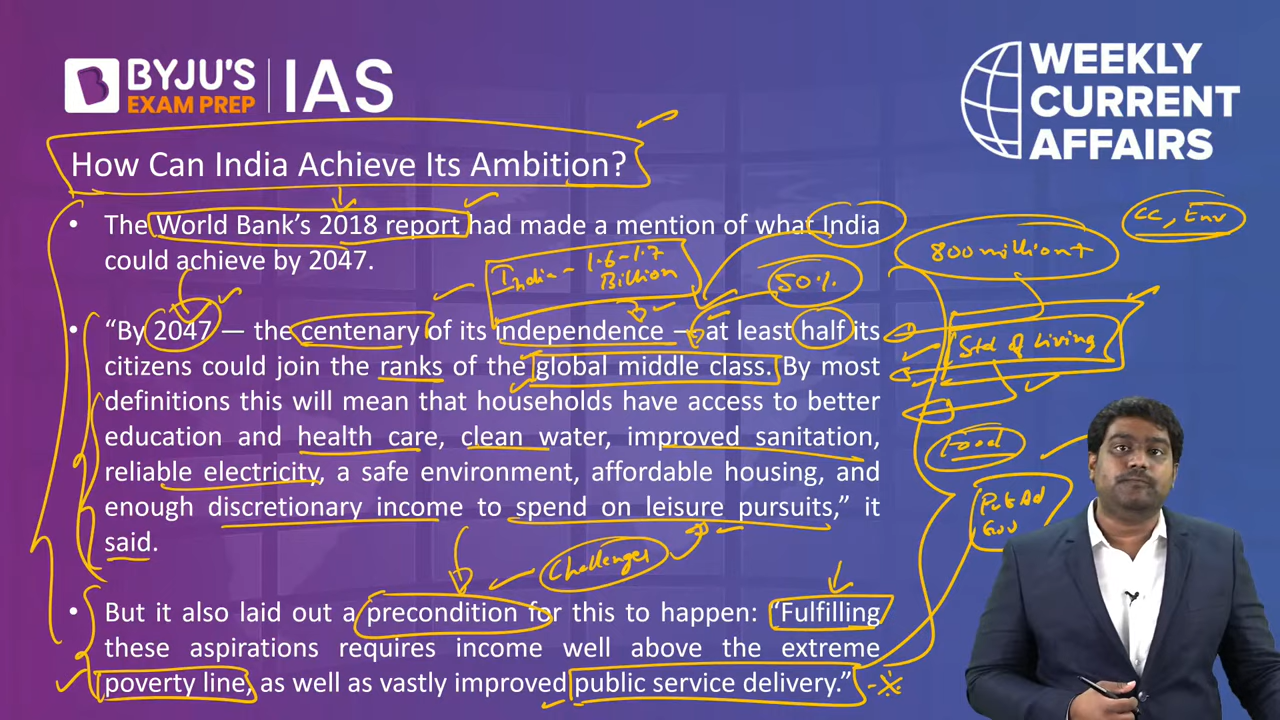 BYJU'S
EXAM PREP
IAS
WEEKLY
CURRENT
AFFAIRS
How Can India Achieve Its Ambition?
• The World Bank's 2018 report had made a mention of what India
could achieve by 2047.
• “By 2047 — the centenary of its independence — at least half its
citizens could join the ranks of the global middle class. By most
definitions this will mean that households have access to better
education and health care, clean water, improved sanitation,
reliable electricity, a safe environment, affordable housing, and
enough discretionary income to spend on leisure pursuits,” it
said.
• But it also laid out a precondition for this to happen: “Fulfilling
these aspirations requires income well above the extreme
poverty line, as well as vastly improved public service delivery.”
India - 1.6-1.7
Billion
50%
800million+
CC, Env
Std of Living
Food
Challenges